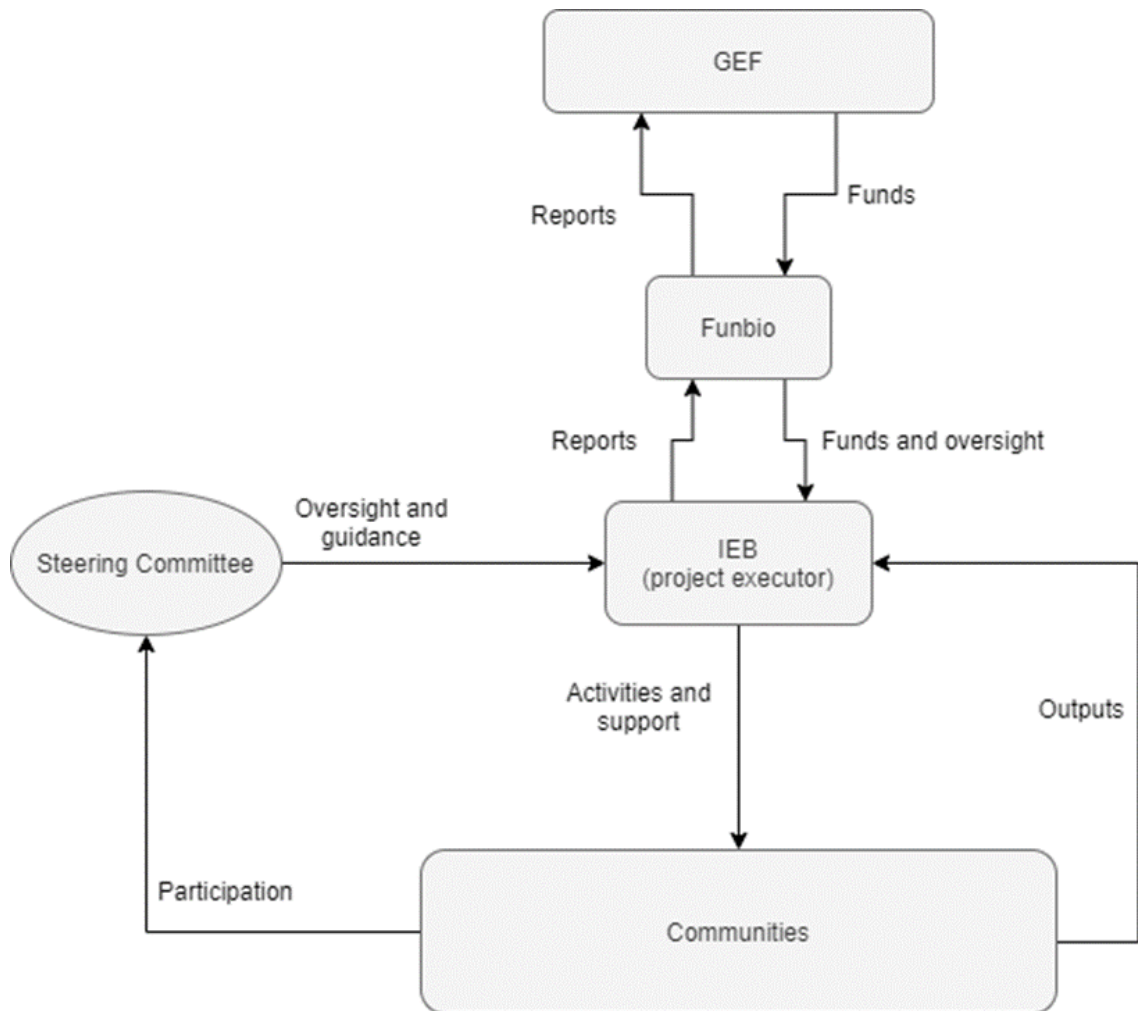 GEF
Reports
Funds
Funbio
Reports
Funds and oversight
Oversight and
guidance
Steering Committee
IEB
(project executor)
Activities and
support
Outputs
Participation
Communities